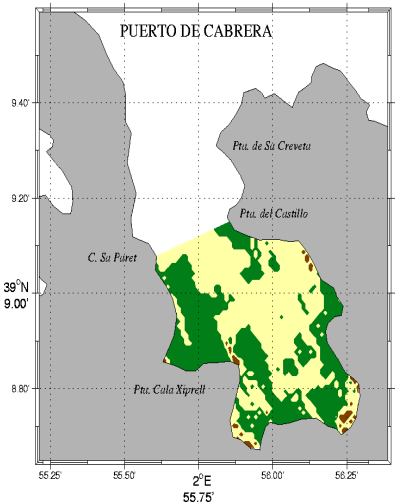 PUERTO DE CABRERA
9.40'
Pta. de Sa Creveta
9.20'
Pta. del Castillo
C. Sa Paret
39°N
9.00'
8.80'
Pta. Cala Xiprell
55.25'
55.50'
2°E
55.75'
56.00'
56.25'